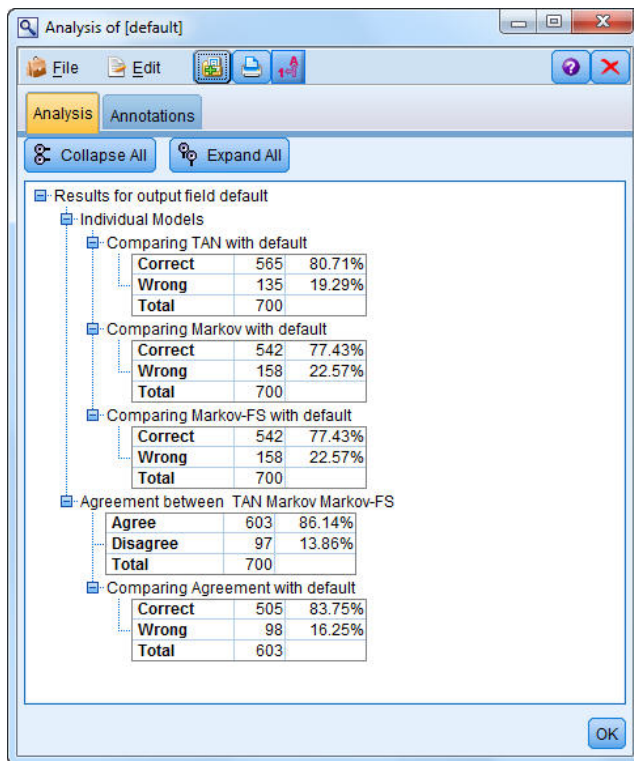 Analysis of [default]
File Edit
Analysis Annotations
Collapse All Expand All
Results for output field default
Individual Models
Comparing TAN with default
Correct 565 80.71%
Wrong 135 19.29%
Total 700
Comparing Markov with default
Correct 542 77.43%
Wrong 158 22.57%
Total 700
Comparing Markov-FS with default
Correct 542 77.43%
Wrong 158 22.57%
Total 700
Agreement between TAN Markov Markov-FS
Agree 603 86.14%
Disagree 97 13.86%
Total 700
Comparing Agreement with default
Correct 505 83.75%
Wrong 98 16.25%
Total 603
OK